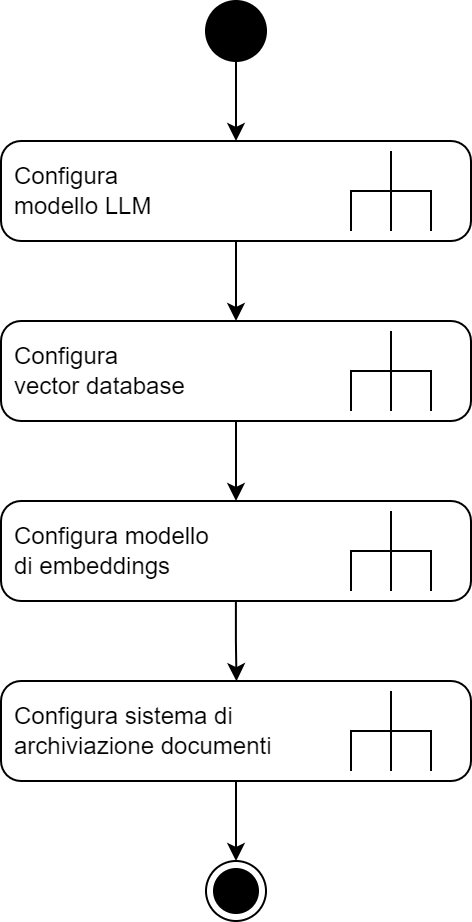 Configura
modello LLM
Configura
vector database
Configura modello
di embeddings
Configura sistema di
archiviazione documenti